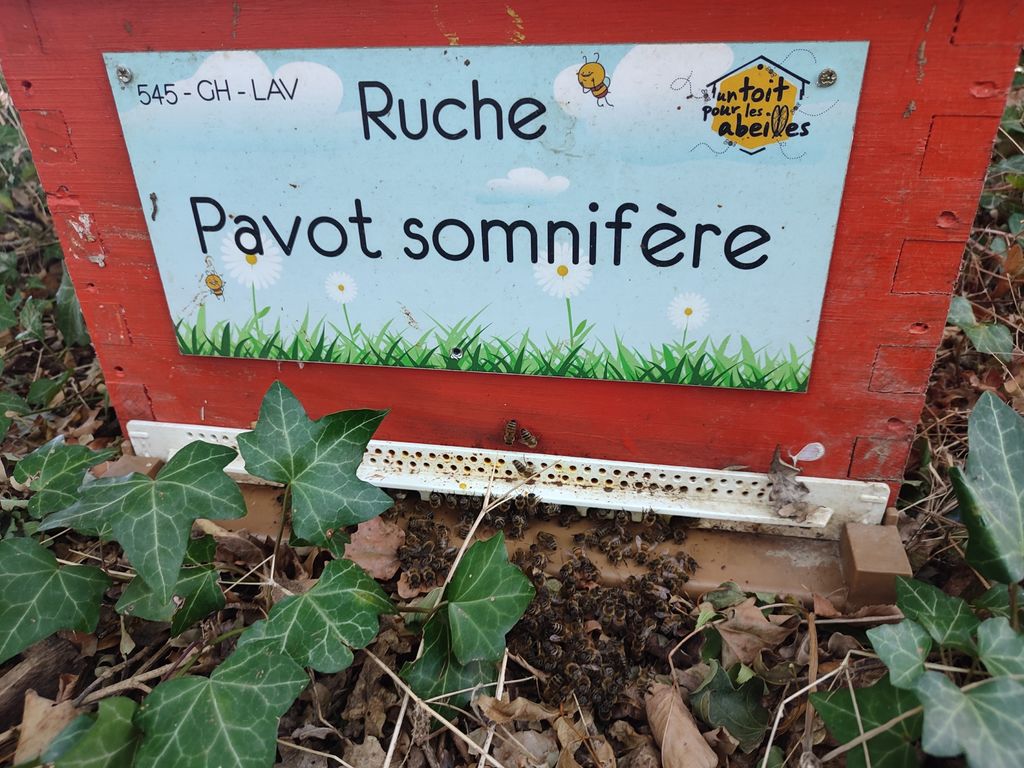 545 - GH - LAV
Ruche
un toit
pour les
abeilles
Pavot somnifère